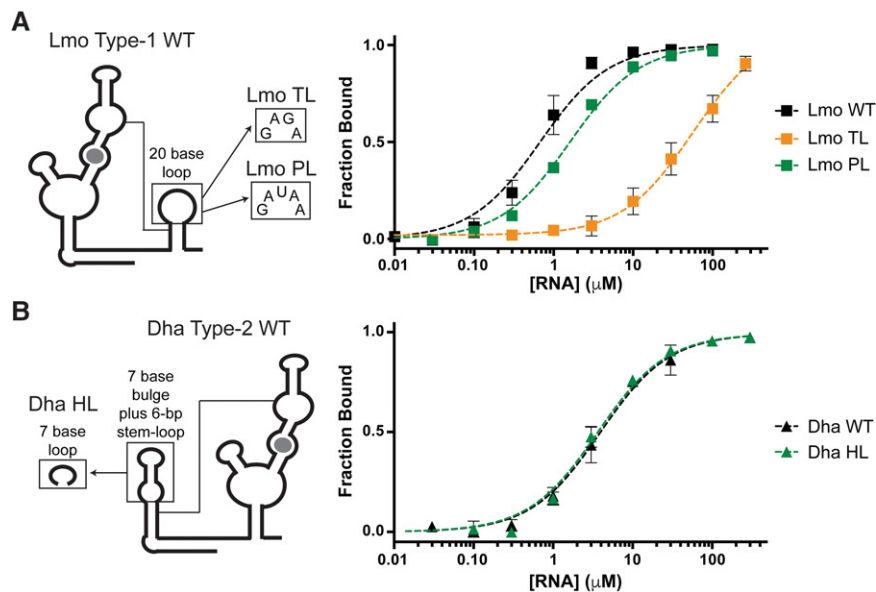 A
Lmo Type-1 WT
20 base
loop
Lmo TL
A G
G A
Lmo PL
A U A
G A
Fraction Bound
1.0
0.5
0.0
0.01
0.10
1
10
100
[RNA] (μM)
Lmo WT
Lmo TL
Lmo PL
B
Dha Type-2 WT
Dha HL
7 base
loop
7 base
bulge
plus 6-bp
stem-loop
Fraction Bound
1.0
0.5
0.0
0.01
0.10
1
10
100
[RNA] (μM)
Dha WT
Dha HL